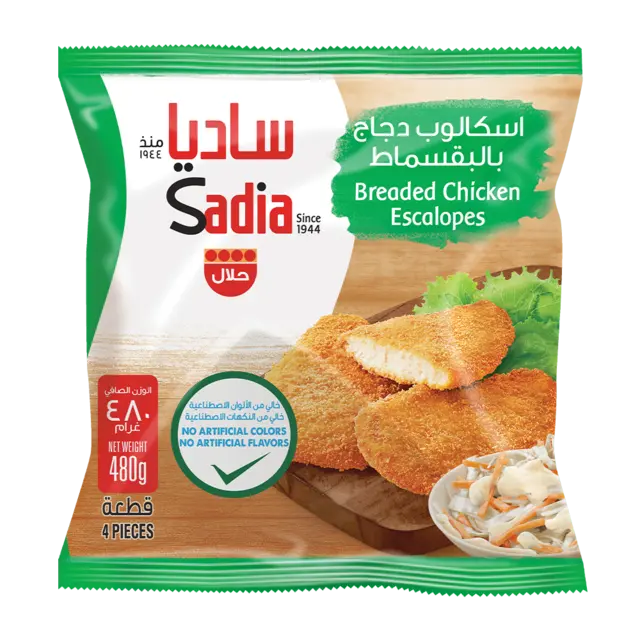 ساديا
منذ
١٩٤٤
Sadia
Since
1944
حلال
اسكالوب دجاج
بالبقسماط
Breaded Chicken
Escalopes
الوزن الصافي
٤٨٠
غرام
NET WEIGHT
480g
قطعة
4 PIECES
خالي من الألوان الاصطناعية
خالي من النكهات الاصطناعية
NO ARTIFICIAL COLORS
NO ARTIFICIAL FLAVORS